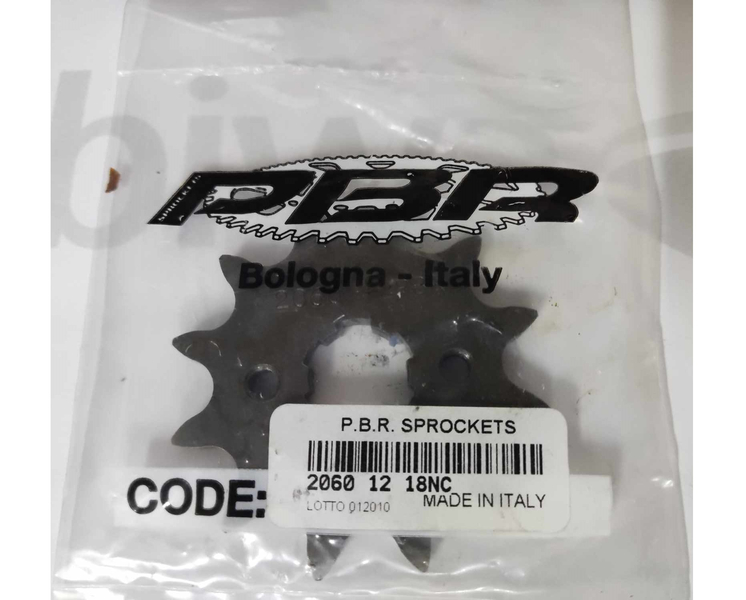 PBR
Bologna - Italy
P.B.R. SPROCKETS
2060 12 18NC
CODE:
MADE IN ITALY
LOTTO 012010